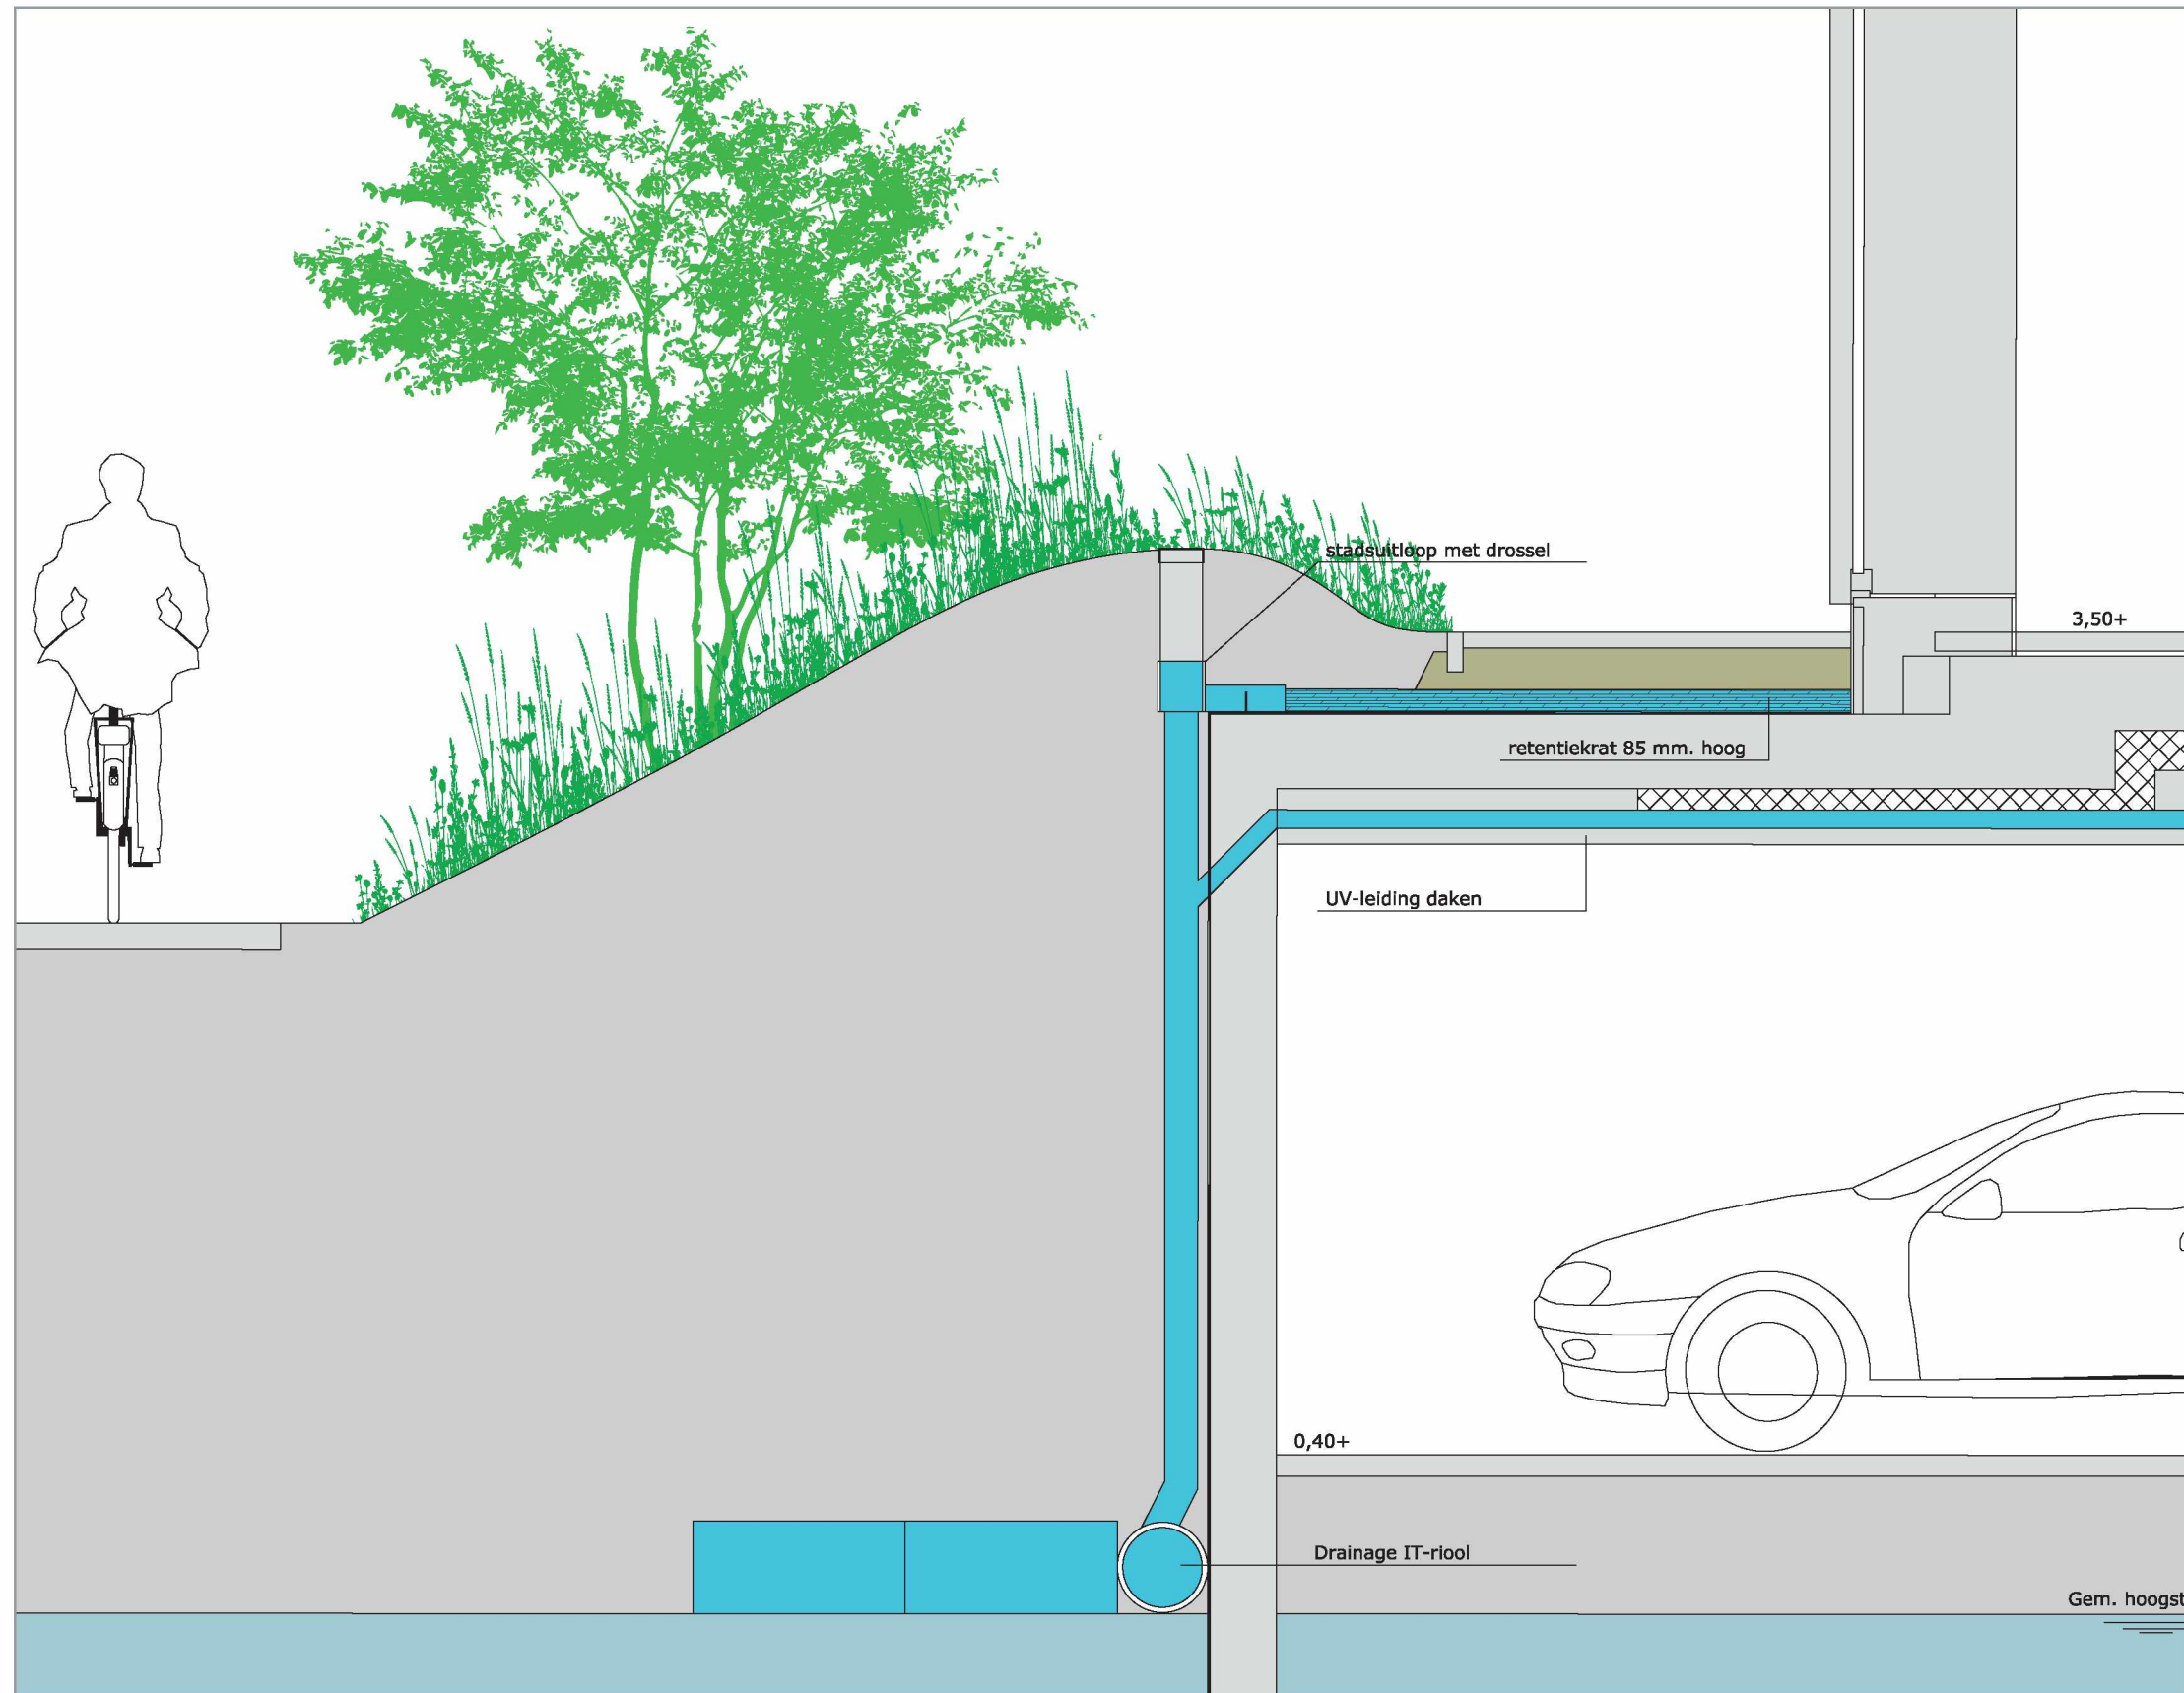 stadsuitloop met drossel
3,50+
retentiekrat 85 mm. hoog
UV-leiding daken
0,40+
Drainage IT-riool
Gem. hoogst